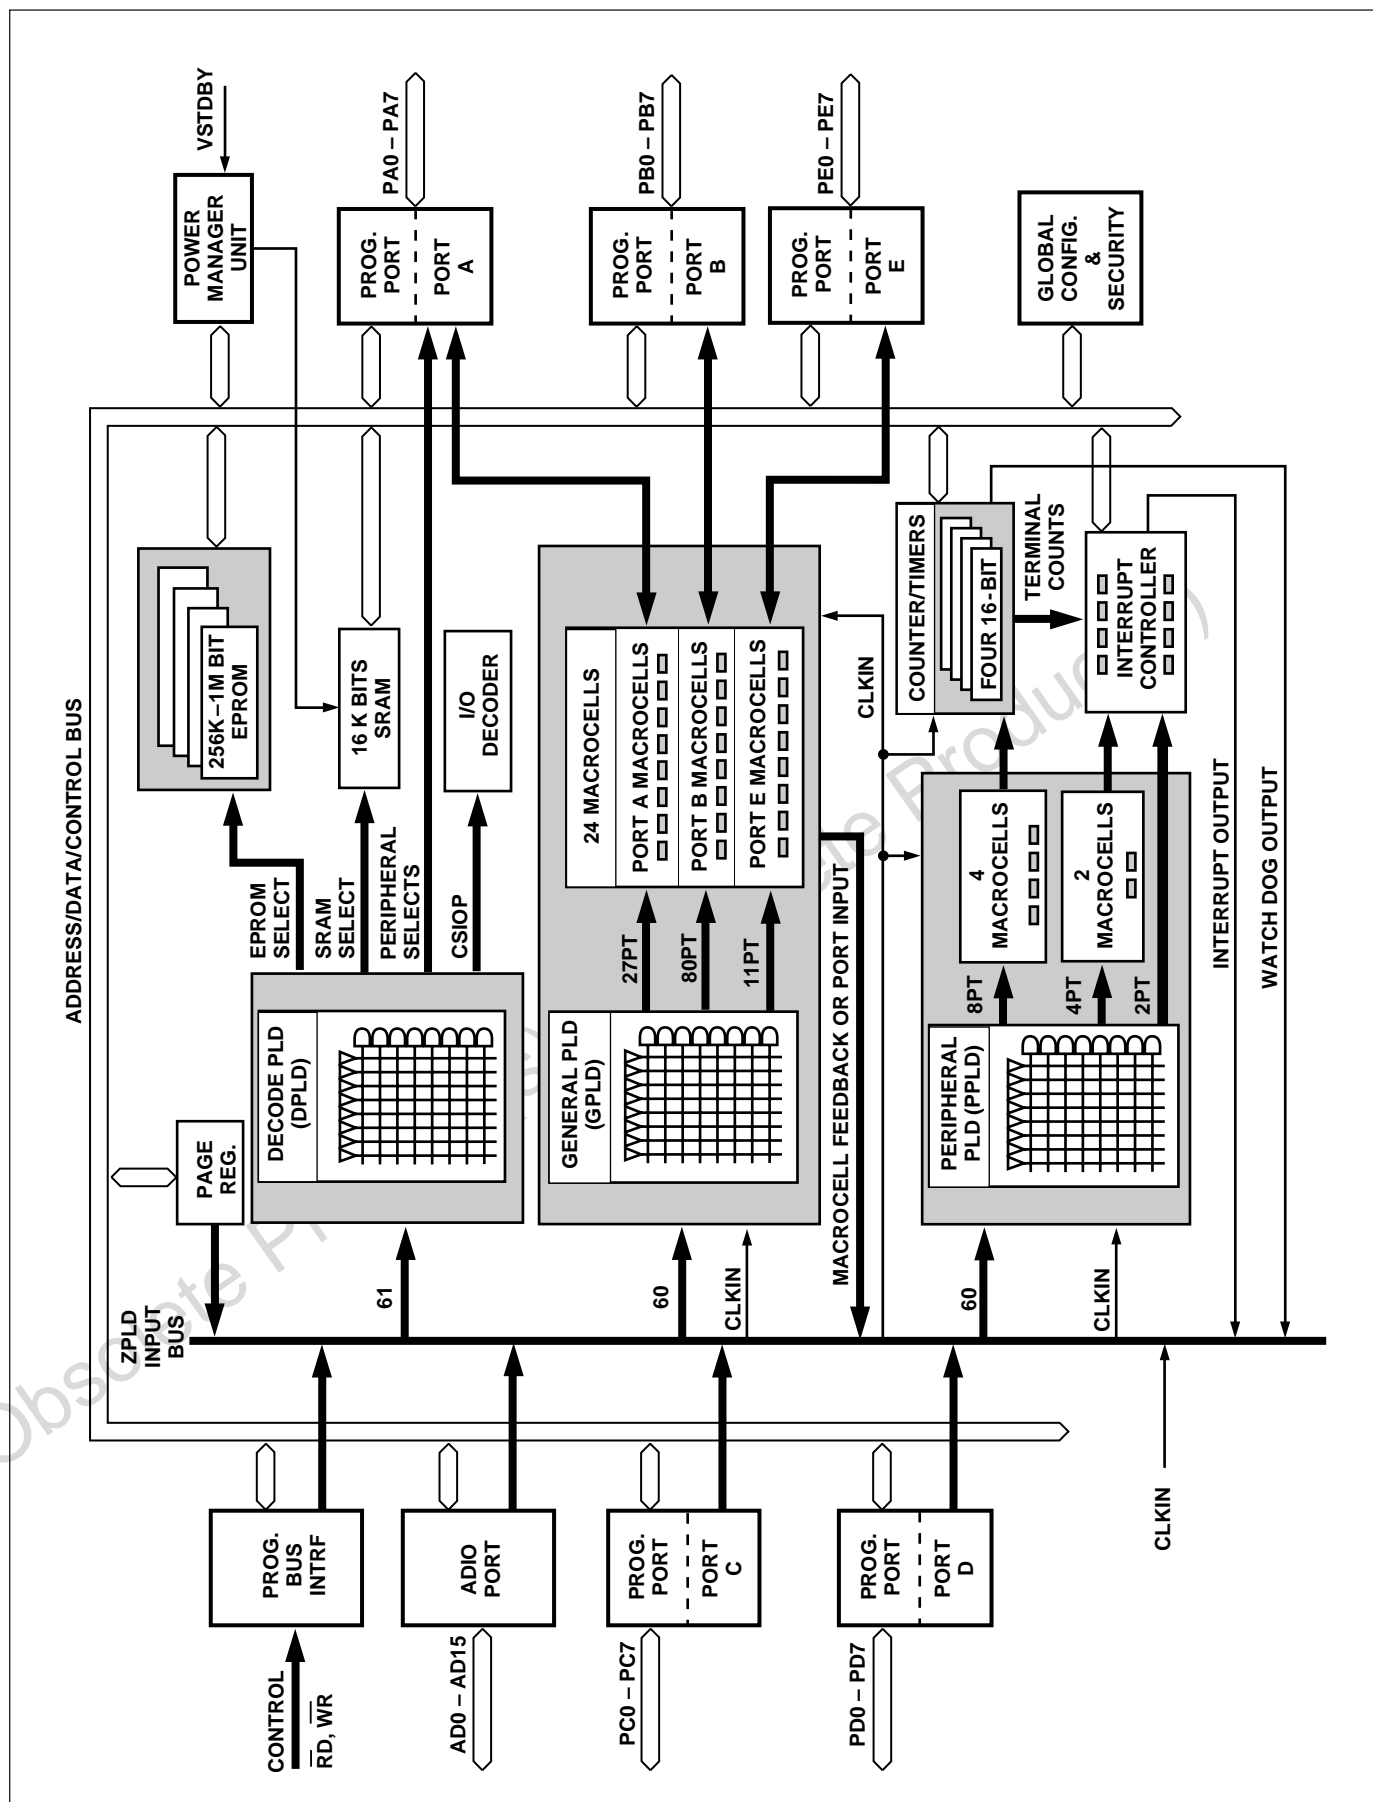 ADDRESS/DATA/CONTROL BUS
VSTDBY
POWER
MANAGER
UNIT
PA0 – PA7
PROG.
PORT
PORT
A
PB0 – PB7
PROG.
PORT
PORT
B
PE0 – PE7
PROG.
PORT
PORT
E
GLOBAL
CONFIG.
&
SECURITY
256K–1M BIT
EPROM
16 K BITS
SRAM
I/O
DECODER
EPROM
SELECT
SRAM
SELECT
PERIPHERAL
SELECTS
CSIOP
PAGE
REG.
DECODE PLD
(DPLD)
61
24 MACROCELLS
PORT A MACROCELLS
PORT B MACROCELLS
PORT E MACROCELLS
27PT
80PT
11PT
GENERAL PLD
(GPLD)
60
CLKIN
MACROCELL FEEDBACK OR PORT INPUT
CLKIN
COUNTER/TIMERS
FOUR 16-BIT
TERMINAL
COUNTS
INTERRUPT
CONTROLLER
4
MACROCELLS
2
MACROCELLS
8PT
4PT
2PT
PERIPHERAL
PLD (PPLD)
60
CLKIN
INTERRUPT OUTPUT
WATCH DOG OUTPUT
ZPLD
INPUT
BUS
PROG.
BUS
INTRF
CONTROL
RD, WR
ADIO
PORT
AD0 – AD15
PROG.
PORT
PORT
C
PC0 – PC7
PROG.
PORT
PORT
D
PD0 – PD7
CLKIN
Obsolete Product(s)